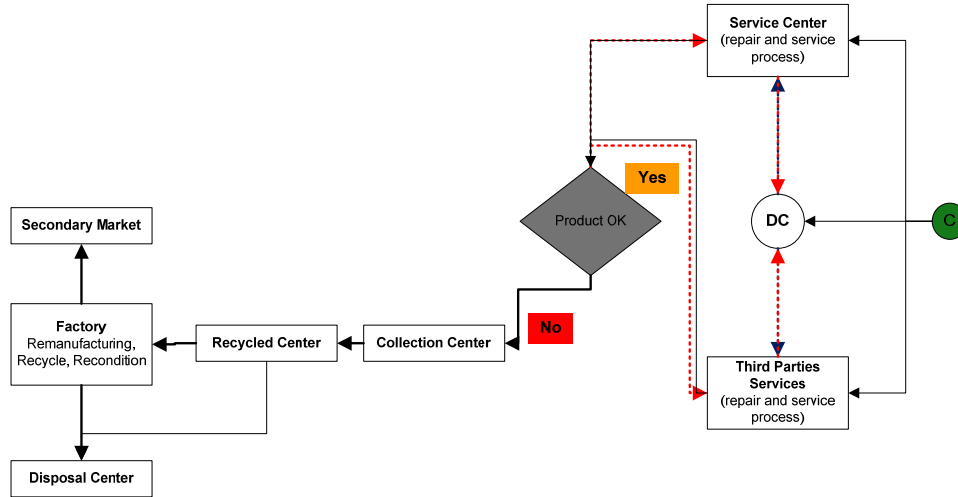 Service Center
(repair and service
process)
Yes
Product OK
DC
C
Secondary Market
Factory
Remanufacturing,
Recycle, Recondition
Recycled Center
Collection Center
No
Third Parties
Services
(repair and service
process)
Disposal Center